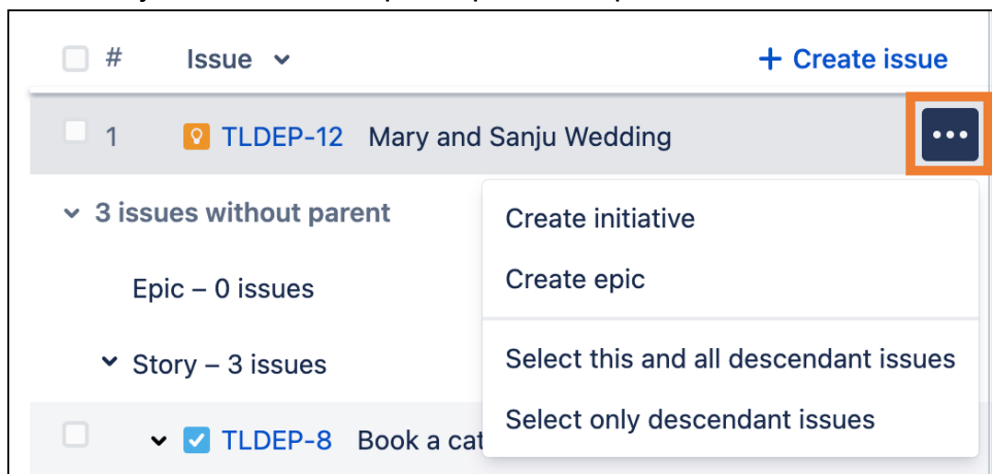 # Issue + Create issue
1 TLDEP-12 Mary and Sanju Wedding
3 issues without parent
Create initiative
Epic – 0 issues
Create epic
Story – 3 issues
Select this and all descendant issues
Select only descendant issues
TLDEP-8 Book a cat